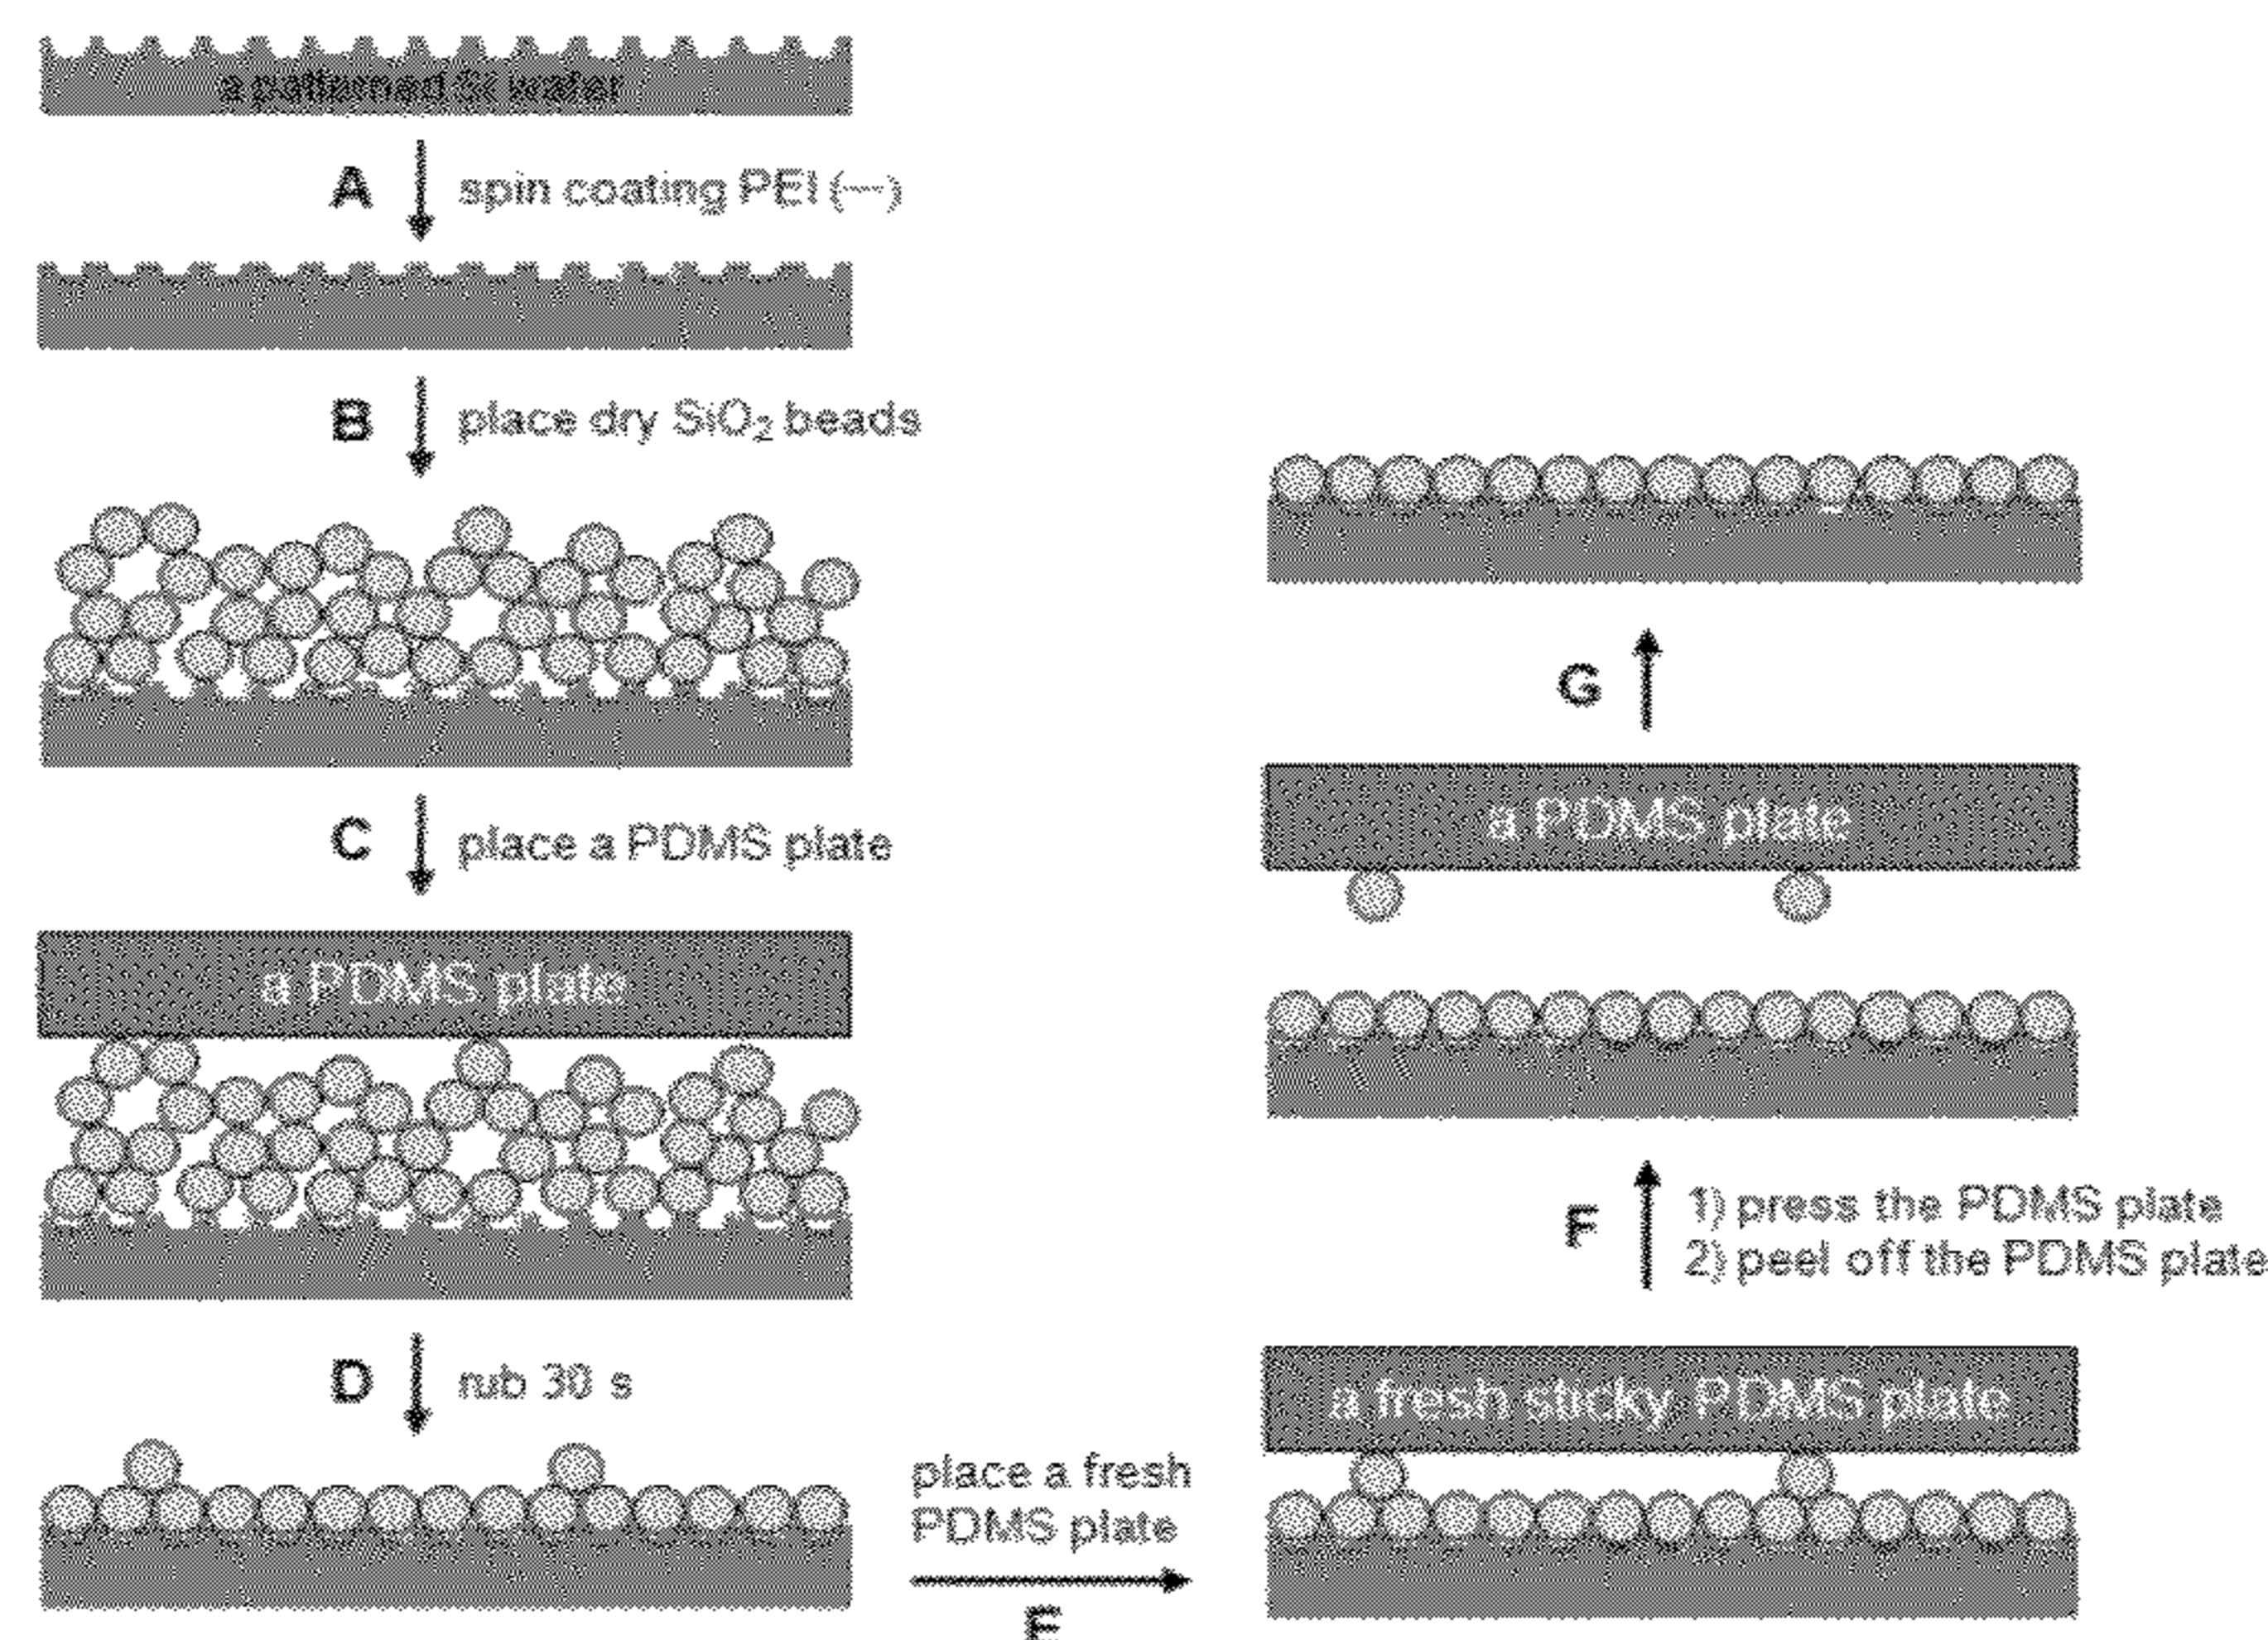 a patterned Si wafer
A
spin coating PEI (---)
B
place dry SiO₂ beads
C
place a PDMS plate
a PDMS plate
D
rub 30 s
place a fresh
PDMS plate
E
a fresh sticky PDMS plate
F
1) press the PDMS plate
2) peel off the PDMS plate
a PDMS plate
G